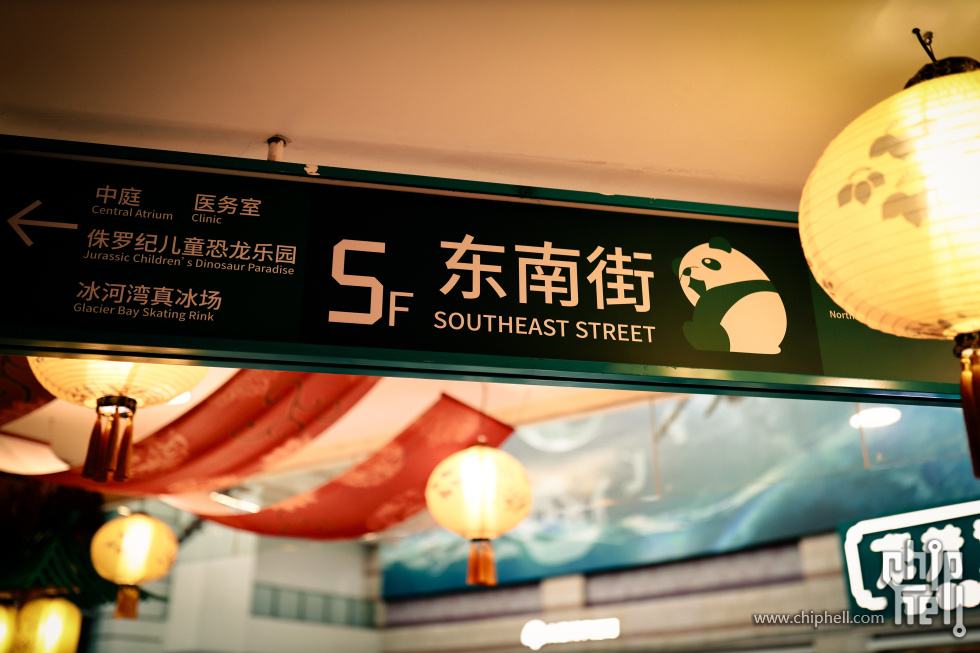 中庭 医务室
Central Atrium Clinic
侏罗纪儿童恐龙乐园
Jurassic Children's Dinosaur Paradise
冰河湾真冰场
Glacier Bay Skating Rink
5F 东南街
SOUTHEAST STREET
North
www.chiphell.com
chip
hell